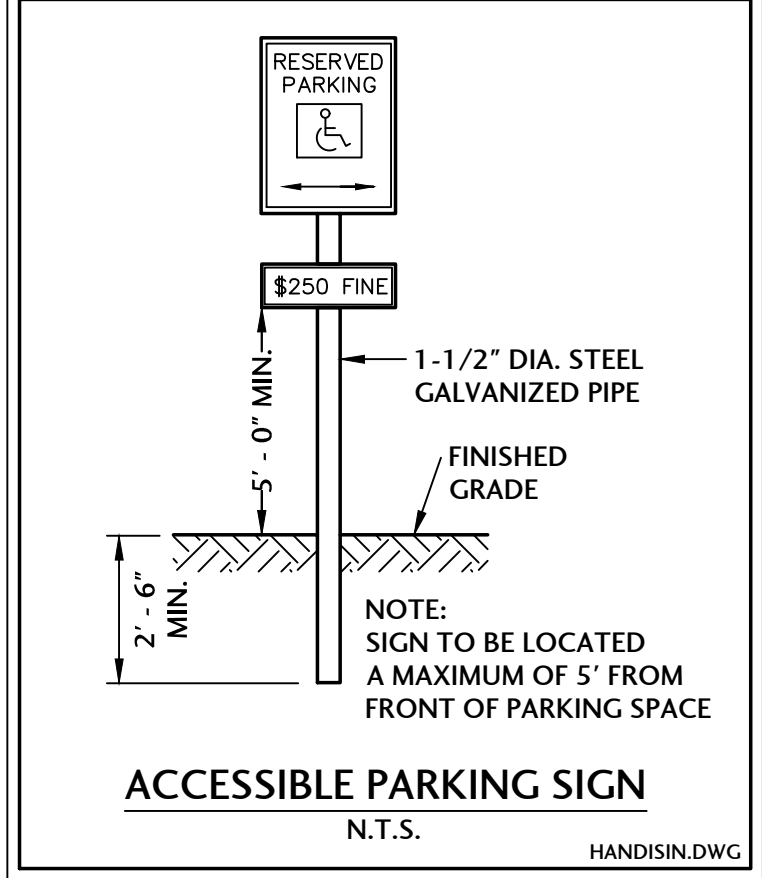 RESERVED
PARKING
$250 FINE
5' - 0" MIN.
1-1/2" DIA. STEEL
GALVANIZED PIPE
FINISHED
GRADE
2' - 6"
MIN.
NOTE:
SIGN TO BE LOCATED
A MAXIMUM OF 5' FROM
FRONT OF PARKING SPACE
ACCESSIBLE PARKING SIGN
N.T.S.
HANDISIN.DWG